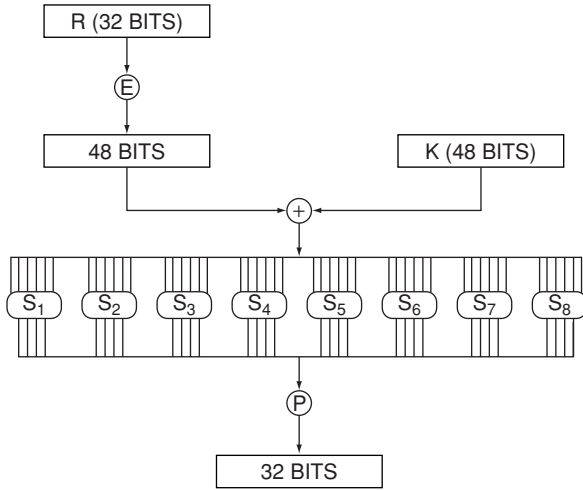 R (32 BITS)
E
48 BITS
K (48 BITS)
+
S₁ S₂ S₃ S₄ S₅ S₆ S₇ S₈
P
32 BITS